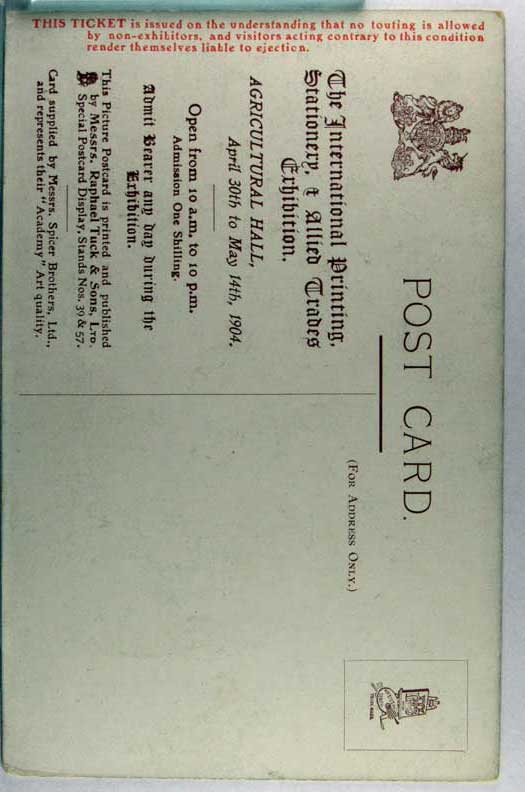 THIS TICKET is issued on the understanding that no touting is allowed
by non-exhibitors, and visitors acting contrary to this condition
render themselves liable to ejection.
POST CARD.
(FOR ADDRESS ONLY.)
The International Printing,
Stationery, & Allied Trades
Exhibition.
AGRICULTURAL HALL,
April 30th to May 14th, 1904.
Open from 10 a.m. to 10 p.m.
Admission One Shilling.
Admit Bearer any day during the
Exhibition.
This Picture Postcard is printed and published
by Messrs. Raphael Tuck & Sons, LTD.
Special Postcard Display, Stands Nos. 39 & 57.
Card supplied by Messrs. Spicer Brothers, Ltd.,
and represents their "Academy" Art quality.
TRADE MARK